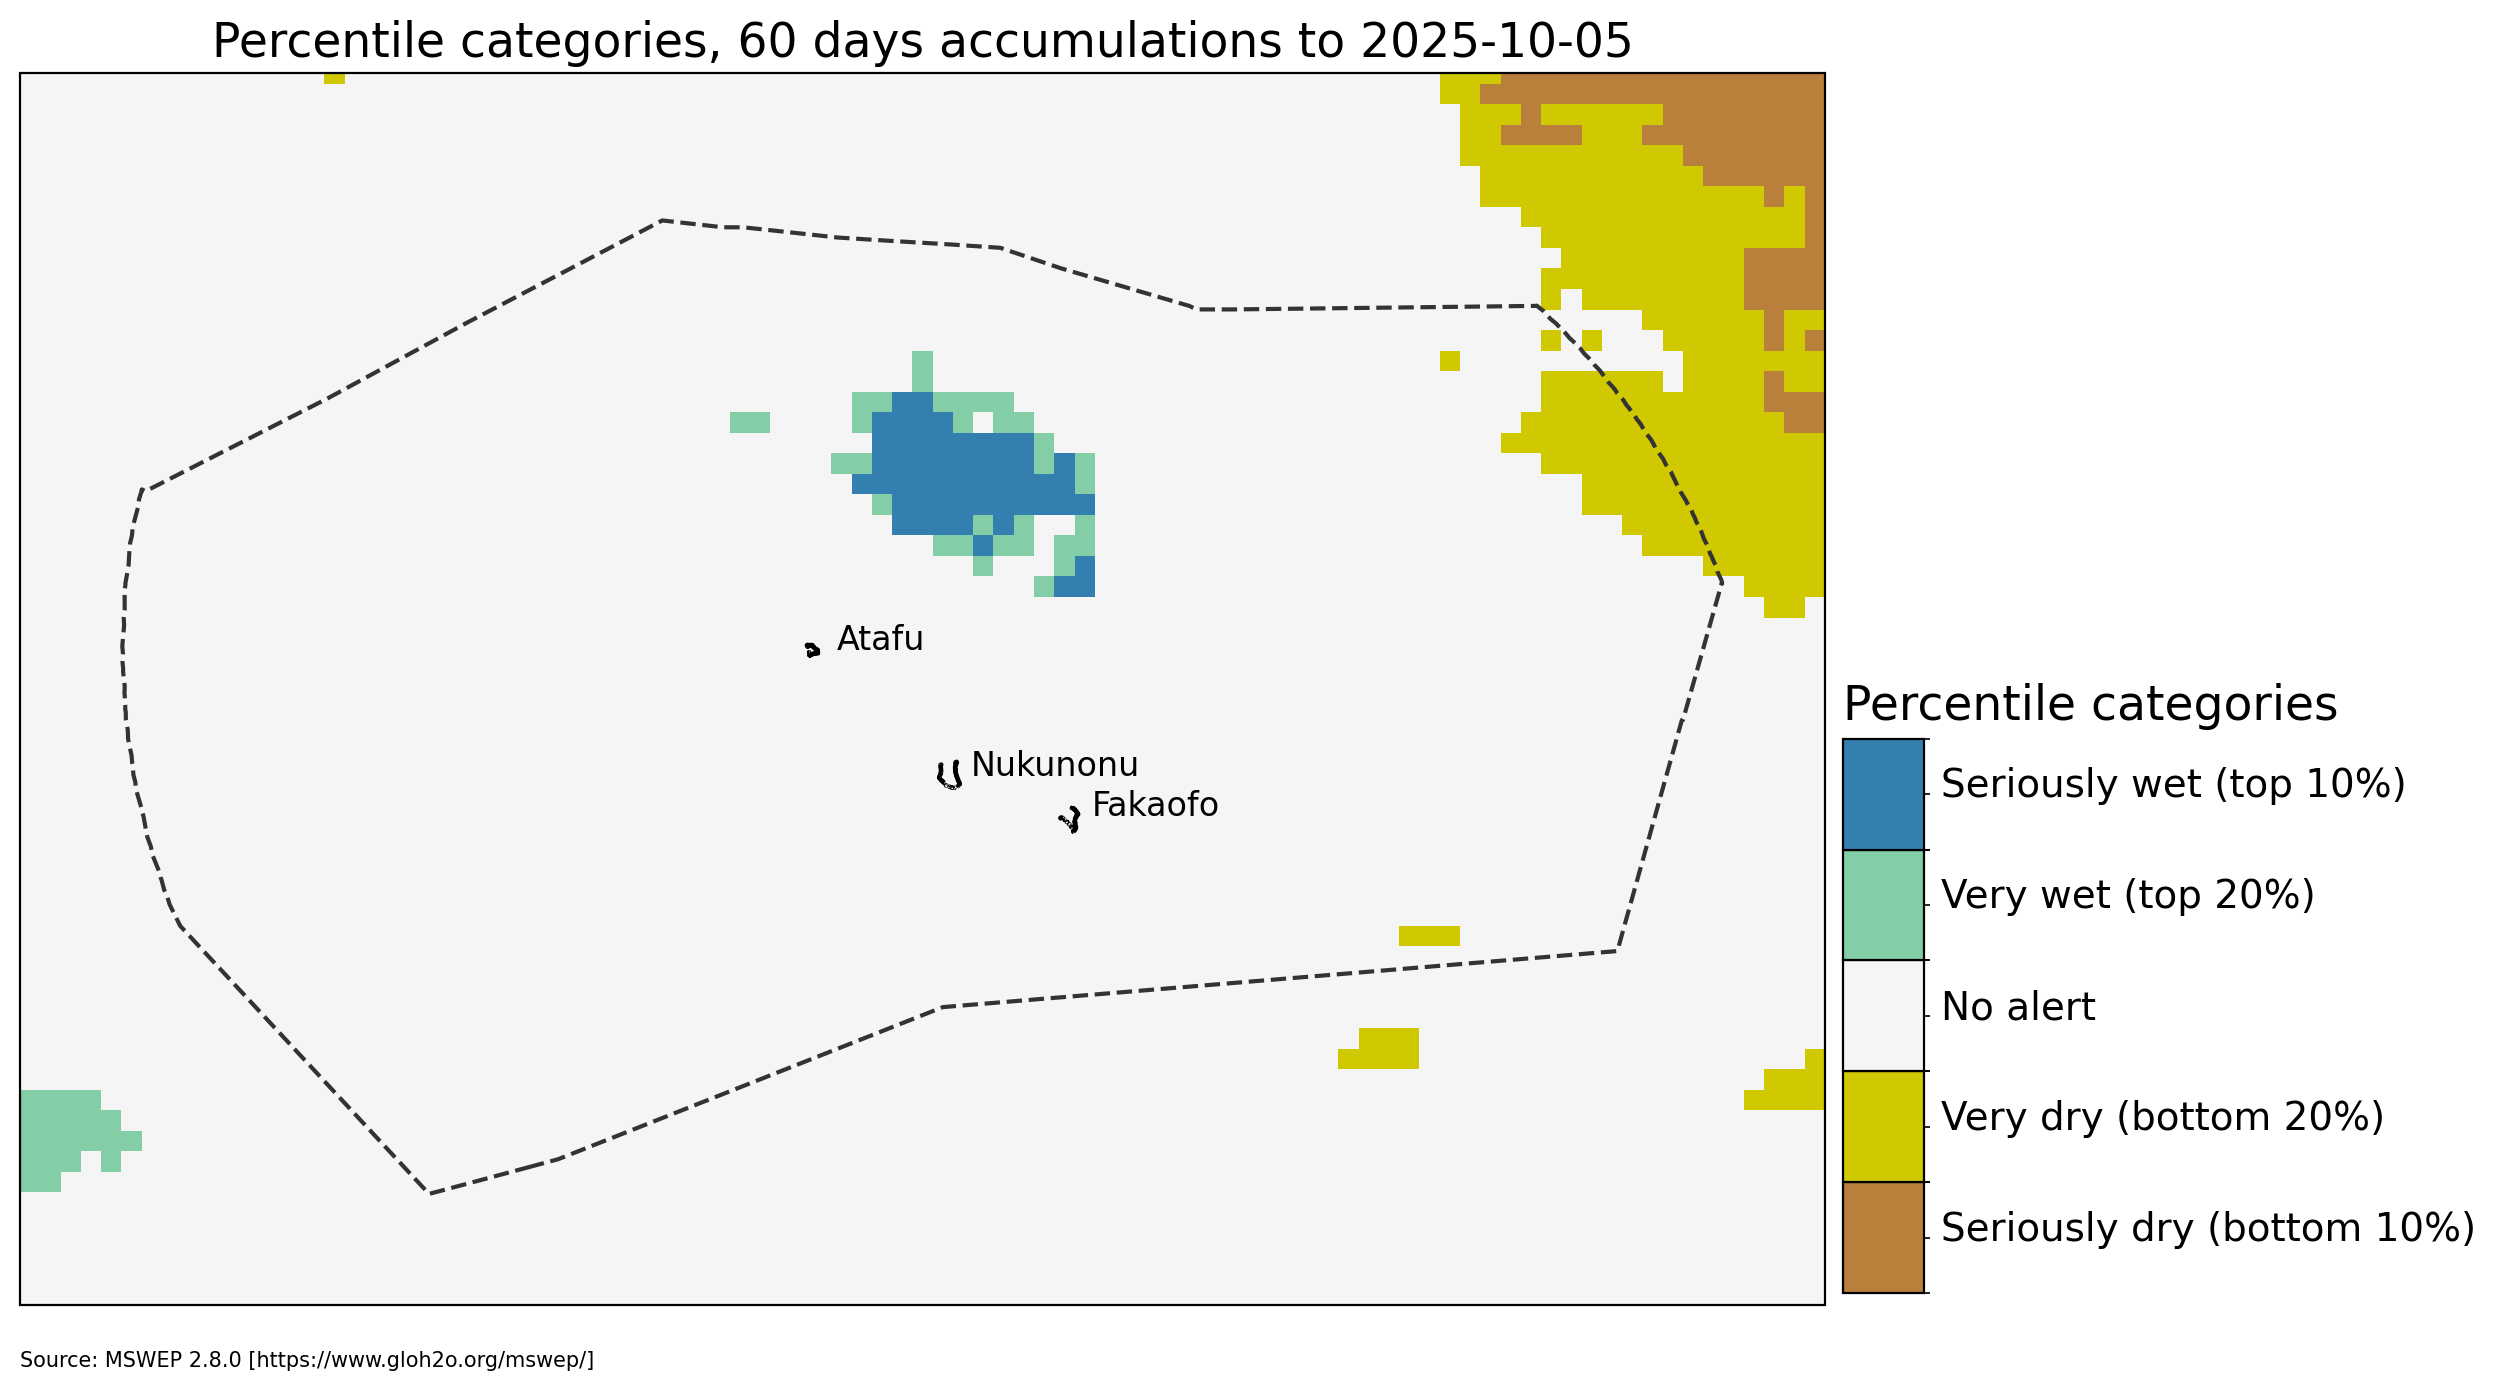 Percentile categories, 60 days accumulations to 2025-10-05
Atafu
Nukunonu
Fakaofo
Percentile categories
Seriously wet (top 10%)
Very wet (top 20%)
No alert
Very dry (bottom 20%)
Seriously dry (bottom 10%)
Source: MSWEP 2.8.0 [https://www.gloh2o.org/mswep/]